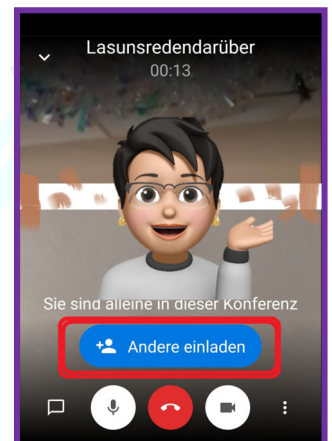 Lasunsredendarüber
00:13
Sie sind alleine in dieser Konferenz
Andere einladen